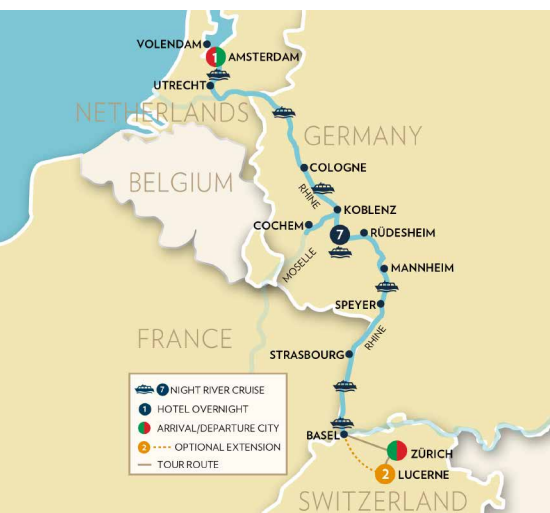 VOLENDAM
1
AMSTERDAM
UTRECHT
NETHERLANDS
GERMANY
COLOGNE
BELGIUM
RHINE
KOBLENZ
COCHEM
7
RÜDESHEIM
MOSELLE
MANNHEIM
SPEYER
FRANCE
RHINE
STRASBOURG
7 NIGHT RIVER CRUISE
1 HOTEL OVERNIGHT
ARRIVAL/DEPARTURE CITY
2 OPTIONAL EXTENSION
TOUR ROUTE
BASEL
ZÜRICH
2 LUCERNE
SWITZERLAND